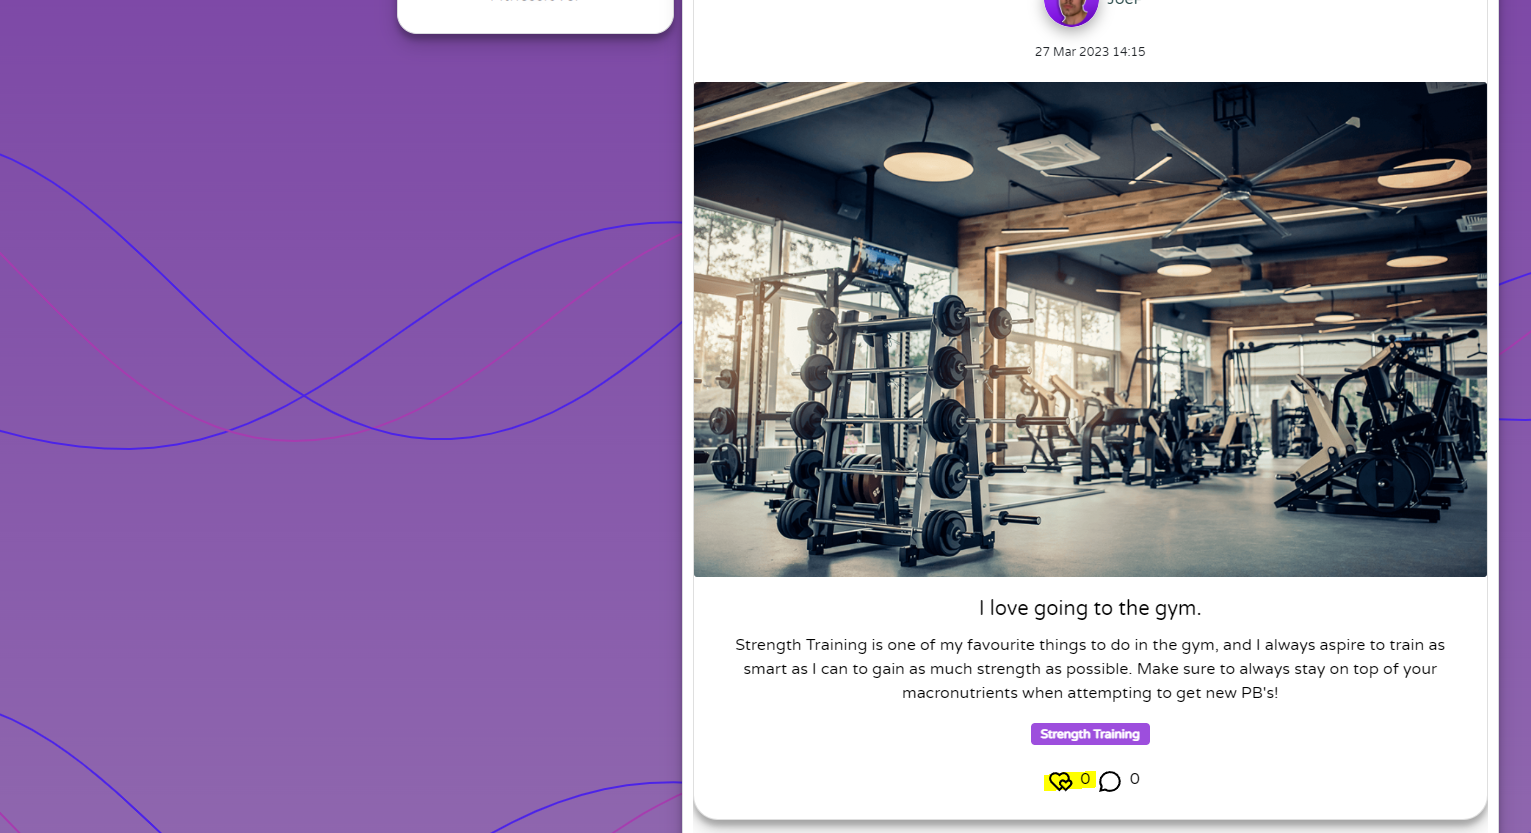 JoelP
27 Mar 2023 14:15
I love going to the gym.
Strength Training is one of my favourite things to do in the gym, and I always aspire to train as
smart as I can to gain as much strength as possible. Make sure to always stay on top of your
macronutrients when attempting to get new PB's!
Strength Training
0 0